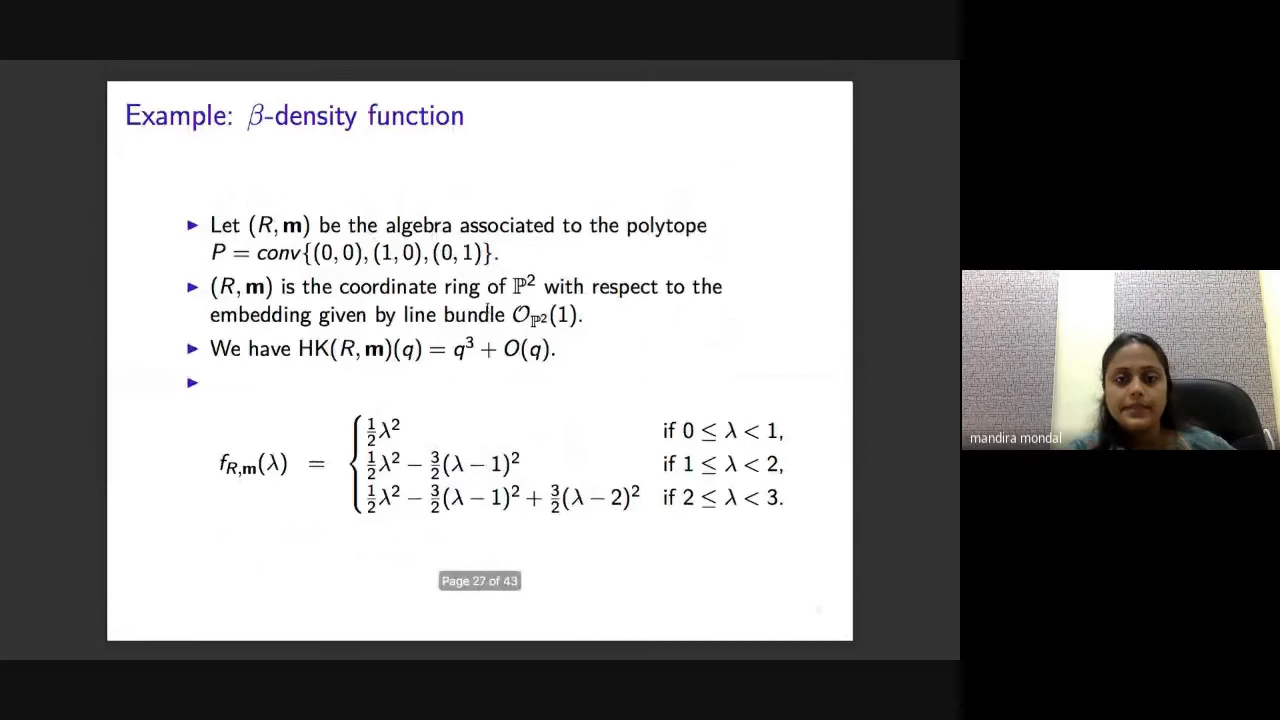 Example: β-density function
▶ Let (R, m) be the algebra associated to the polytope
P = conv{(0, 0), (1, 0), (0, 1)}.
▶ (R, m) is the coordinate ring of ℙ² with respect to the
embedding given by line bundle 𝒪_ℙ²(1).
▶ We have HK(R, m)(q) = q³ + O(q).
▶
½λ² if 0 ≤ λ < 1,
f_{R,m}(λ) = { ½λ² − 3/2(λ − 1)² if 1 ≤ λ < 2,
½λ² − 3/2(λ − 1)² + 3/2(λ − 2)² if 2 ≤ λ < 3.
Page 27 of 43
mandira mondal